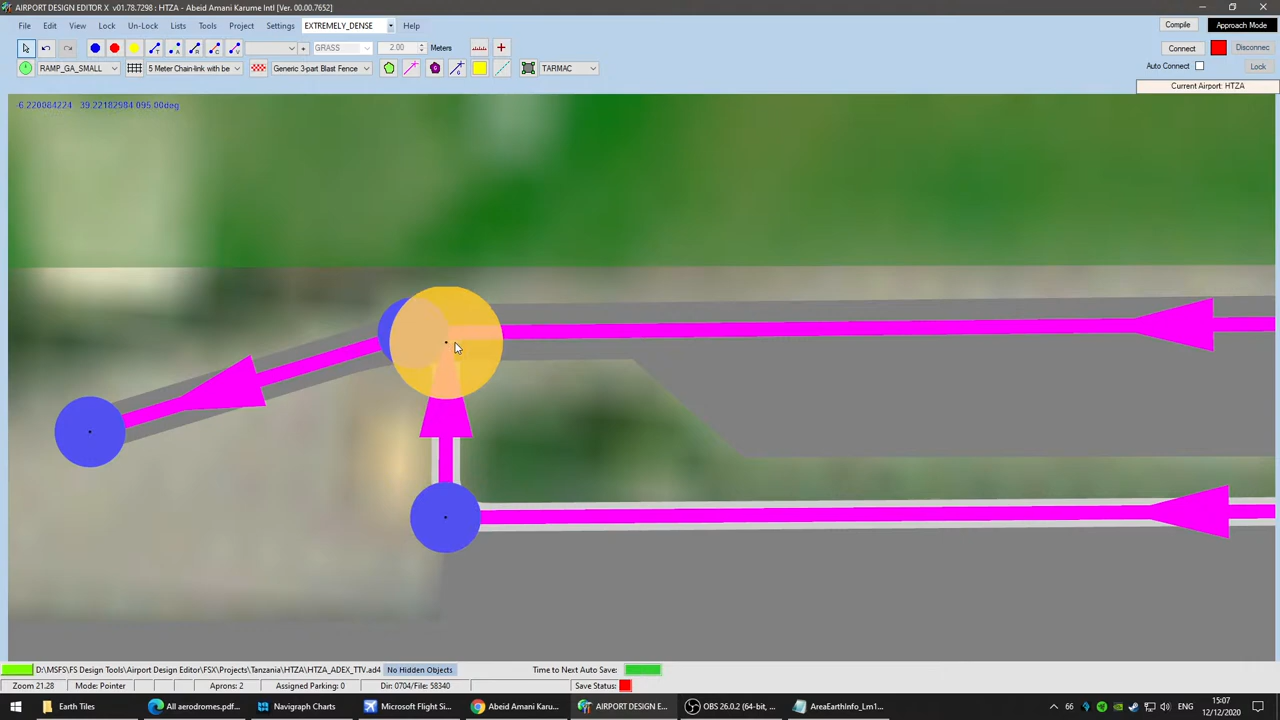 AIRPORT DESIGN EDITOR X v01.78.7298 : HTZA - Abeid Amani Karume Intl [Ver. 00.00.7652]
File Edit View Lock Un-Lock Lists Tools Project Settings EXTREMELY_DENSE Help
Compile Approach Mode
GRASS 2.00 Meters
Connect Disconnec
RAMP_GA_SMALL 5 Meter Chain-link with be Generic 3-part Blast Fence TARMAC
Auto Connect Lock
Current Airport: HTZA
-6.220084224 39.22182984 095.00deg
D:\MSFS\FS Design Tools\Airport Design Editor\FSX\Projects\Tanzania\HTZA\HTZA_ADEX_TTV.ad4 No Hidden Objects Time to Next Auto Save:
Zoom 21.28 Mode: Pointer Aprons: 2 Assigned Parking: 0 Dir: 0704/File: 58340 Save Status:
Earth Tiles All aerodromes.pdf... Navigraph Charts Abeid Amani Karu... Microsoft Flight Si... AIRPORT DESIGN E... OBS 26.0.2 (64-bit, ... AreaEarthInfo_Lm1... 66 ENG 15:07
12/12/2020